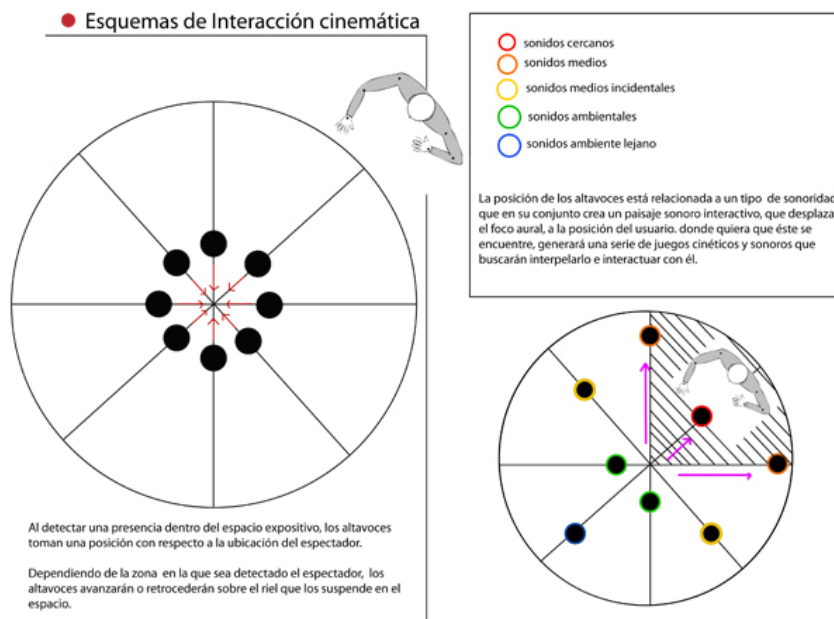 Esquemas de Interacción cinemática
sonidos cercanos
sonidos medios
sonidos medios incidentales
sonidos ambientales
sonidos ambiente lejano
La posición de los altavoces está relacionada a un tipo de sonoridad
que en su conjunto crea un paisaje sonoro interactivo, que desplaza
el foco aural, a la posición del usuario. donde quiera que éste se
encuentre, generará una serie de juegos cinéticos y sonoros que
buscarán interpelarlo e interactuar con él.
Al detectar una presencia dentro del espacio expositivo, los altavoces
toman una posición con respecto a la ubicación del espectador.
Dependiendo de la zona en la que sea detectado el espectador, los
altavoces avanzarán o retrocederán sobre el riel que los suspende en el
espacio.